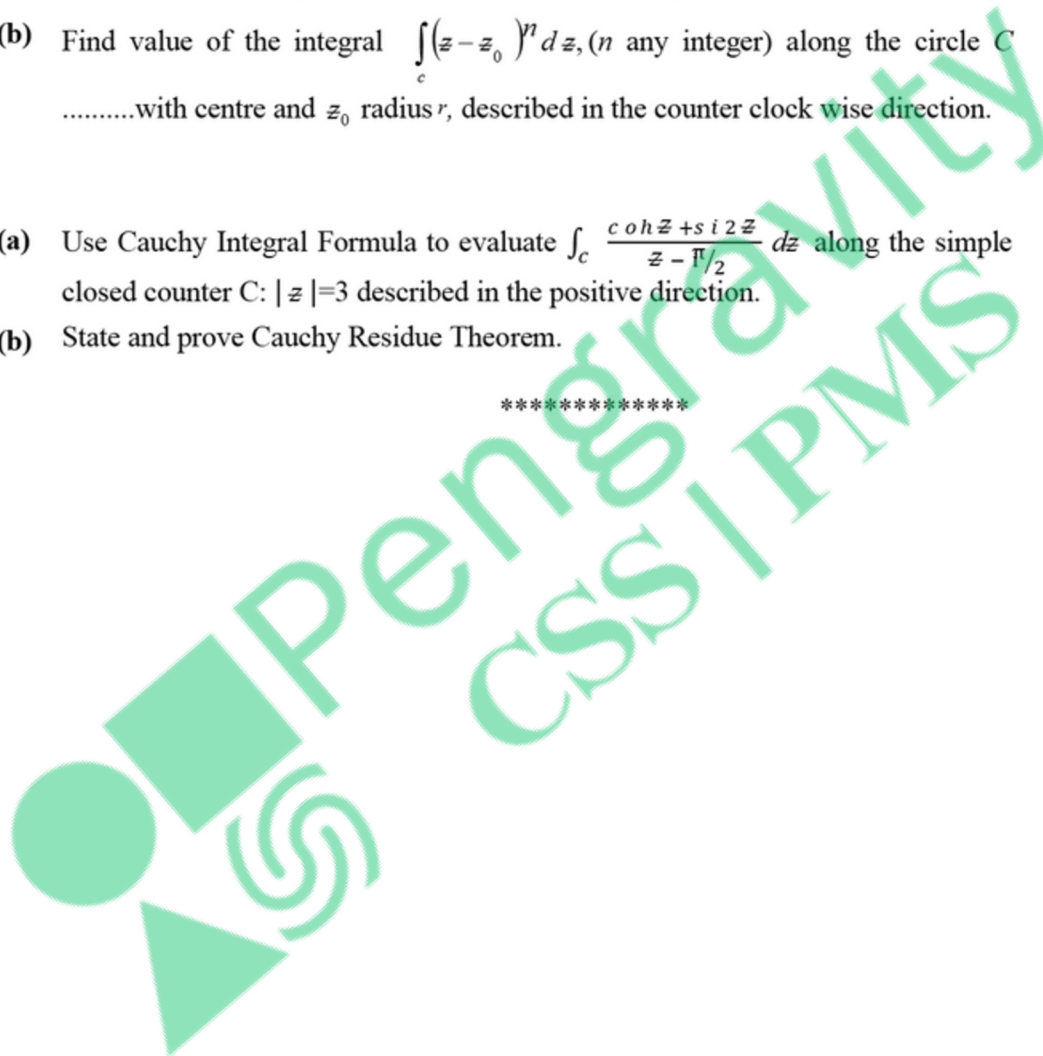 (b) Find value of the integral ∫c (z – z₀)ⁿ dz, (n any integer) along the circle C
..........with centre and z₀ radius r, described in the counter clock wise direction.
(a) Use Cauchy Integral Formula to evaluate ∫c (cohz+si2z)/(z – π/2) dz along the simple
closed counter C: |z|=3 described in the positive direction.
(b) State and prove Cauchy Residue Theorem.
*************
Pengravity
CSS | PMS